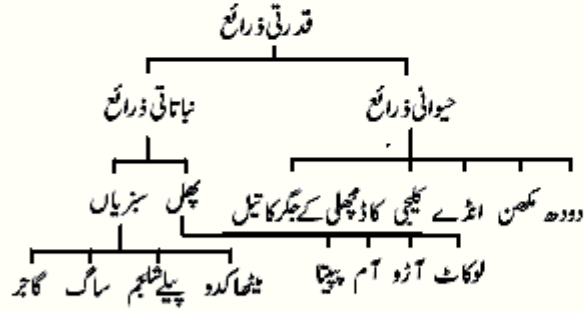 قدرتی ذرائع
حیوانی ذرائع نباتاتی ذرائع
دودھ مکھن انڈے کلیجی کاڈ مچھلی کے جگر کا تیل پھل سبزیاں
لوکاٹ آڑو آم پپیتا میٹھا کدو پیلے شلجم ساگ گاجر